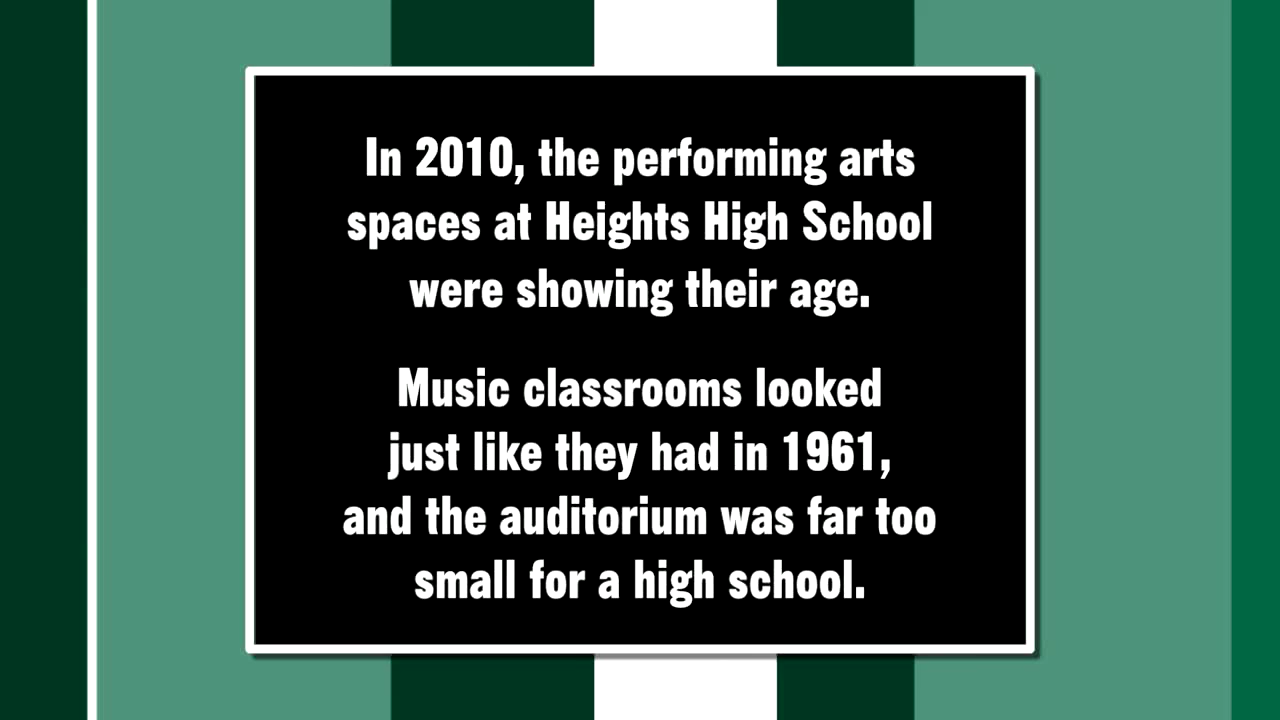 In 2010, the performing arts
spaces at Heights High School
were showing their age.
Music classrooms looked
just like they had in 1961,
and the auditorium was far too
small for a high school.